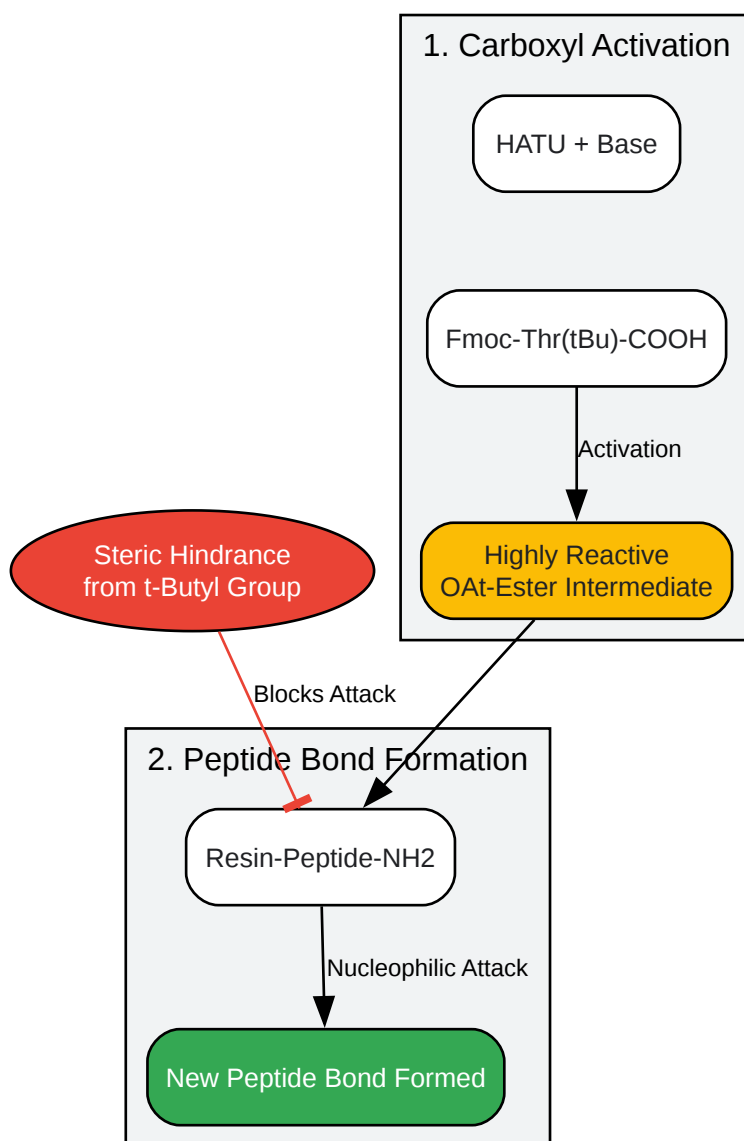 1. Carboxyl Activation
HATU + Base
Fmoc-Thr(tBu)-COOH
Activation
Highly Reactive
OAt-Ester Intermediate
Steric Hindrance
from t-Butyl Group
Blocks Attack
2. Peptide Bond Formation
Resin-Peptide-NH2
Nucleophilic Attack
New Peptide Bond Formed